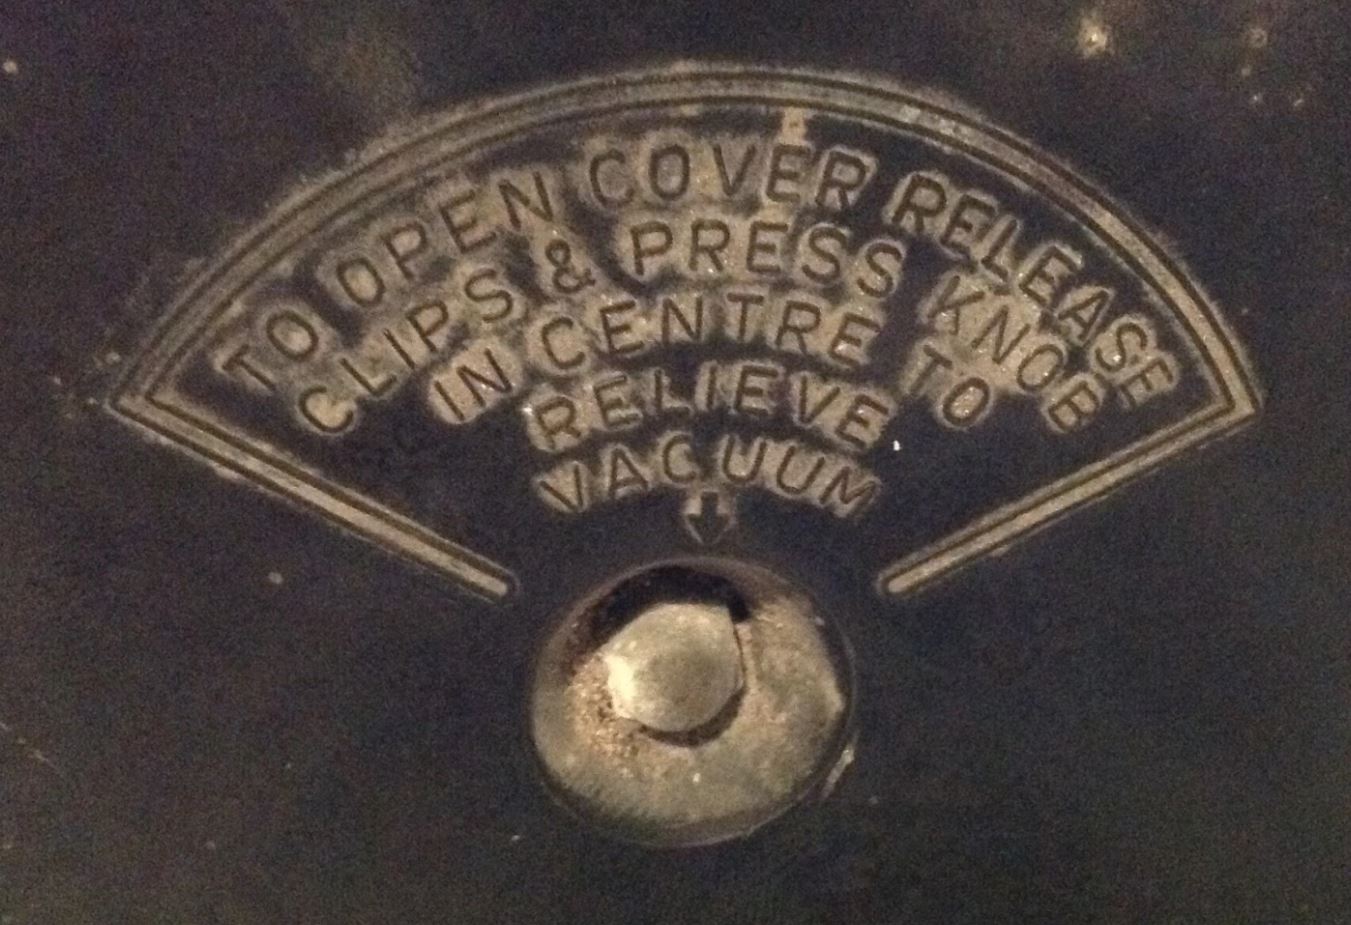 TO OPEN COVER RELEASE
CLIPS & PRESS KNOB
IN CENTRE TO
RELIEVE
VACUUM